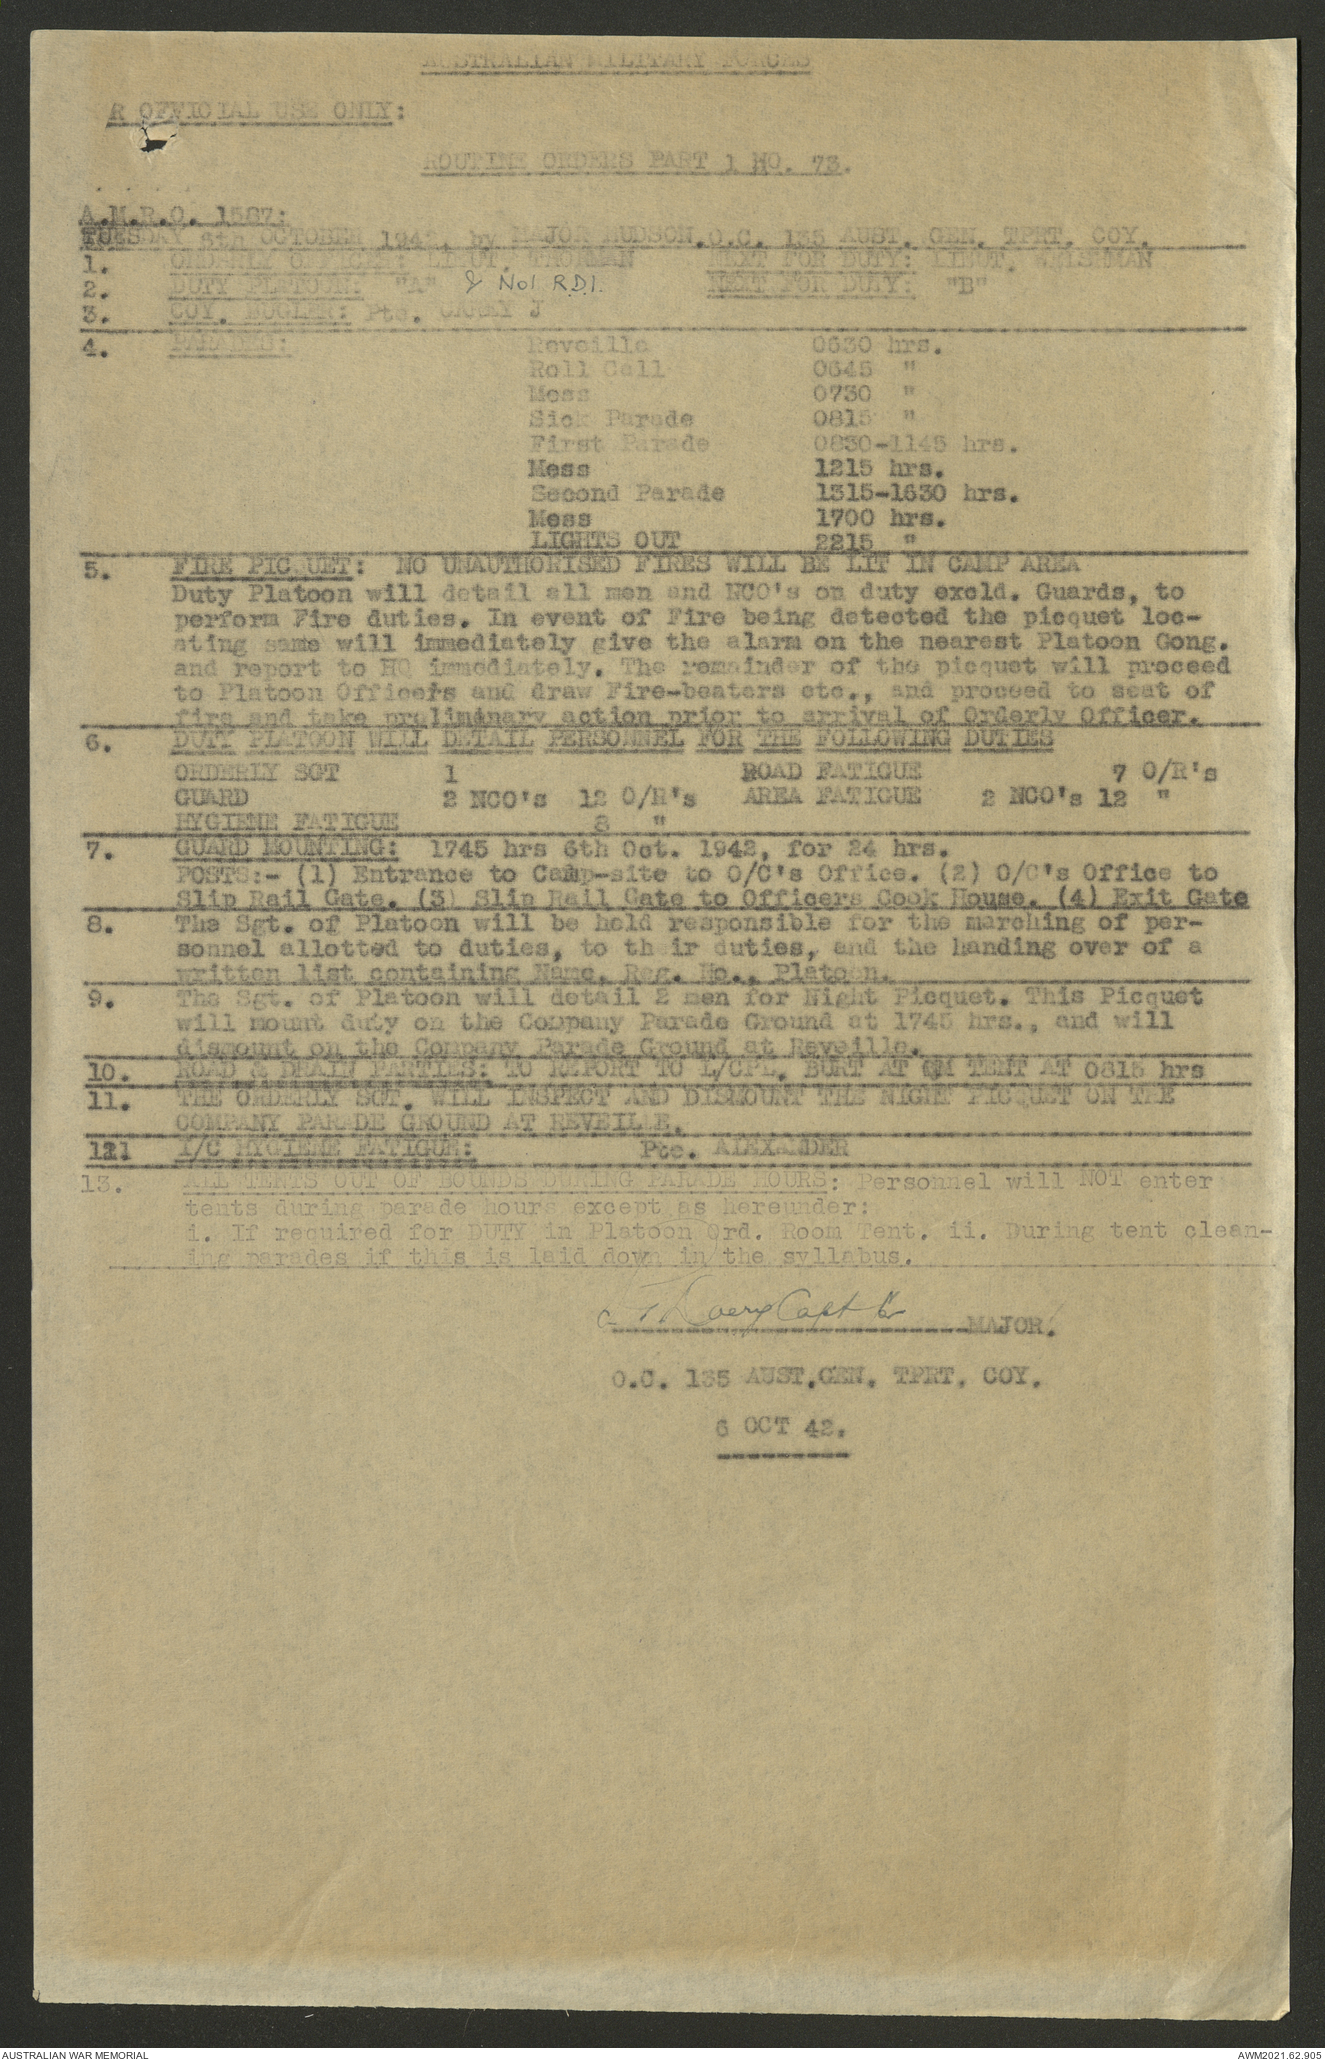 AUSTRALIAN MILITARY FORCES
R OFFICIAL USE ONLY:
ROUTINE ORDERS PART 1 NO. 73.
A.M.R.O. 1587:
TUESDAY 6th OCTOBER 1942, by MAJOR HUDSON.O.C. 135 AUST. GEN. TPRT. COY.
1. ORDERLY OFFICER: LIEUT. THORMAN NEXT FOR DUTY: LIEUT. WELSHMAN
2. DUTY PLATOON: "A" & No1 R.D.I. NEXT FOR DUTY: "B"
3. COY. BUGLER: Pte. J
4. PARADES: Reveille 0630 hrs.
Roll Call 0645 "
Mess 0730 "
Sick Parade 0815 "
First Parade 0830-1145 hrs.
Mess 1215 hrs.
Second Parade 1315-1630 hrs.
Mess 1700 hrs.
LIGHTS OUT 2215 "
5. FIRE PICQUET: NO UNAUTHORISED FIRES WILL BE LIT IN CAMP AREA
Duty Platoon will detail all men and NCO's on duty excld. Guards, to
perform Fire duties. In event of Fire being detected the picquet loc-
ating same will immediately give the alarm on the nearest Platoon Gong.
and report to HQ immediately. The remainder of the picquet will proceed
to Platoon Officers and draw Fire-beaters etc., and proceed to seat of
fire and take preliminary action prior to arrival of Orderly Officer.
6. DUTY PLATOON WILL DETAIL PERSONNEL FOR THE FOLLOWING DUTIES
ORDERLY SGT 1 ROAD FATIGUE 7 O/R's
GUARD 2 NCO's 12 O/R's AREA FATIGUE 2 NCO's 12 "
HYGIENE FATIGUE 8 "
7. GUARD MOUNTING: 1745 hrs 6th Oct. 1942, for 24 hrs.
POSTS:- (1) Entrance to Camp-site to O/C's Office. (2) O/C's Office to
Slip Rail Gate. (3) Slip Rail Gate to Officers Cook House. (4) Exit Gate
8. The Sgt. of Platoon will be held responsible for the marching of per-
sonnel allotted to duties, to th ir duties, and the handing over of a
written list containing Name, Reg. No., Platoon.
9. The Sgt. of Platoon will detail 2 men for Night Picquet. This Picquet
will mount duty on the Company Parade Ground at 1745 hrs., and will
dismount on the Company Parade Ground at Reveille.
10. ROAD & DRAIN PARTIES: TO REPORT TO L/CPL. BURT AT QM TENT AT 0815 hrs
11. THE ORDERLY SGT. WILL INSPECT AND DISMOUNT THE NIGHT PICQUET ON THE
COMPANY PARADE GROUND AT REVEILLE.
12. I/C HYGIENE FATIGUE: Pte. ALEXANDER
13. ALL TENTS OUT OF BOUNDS DURING PARADE HOURS: Personnel will NOT enter
tents during parade hours except as hereunder:
i. If required for DUTY in Platoon Ord. Room Tent. ii. During tent clean-
ing parades if this is laid down in the syllabus.
Capt MAJOR.
O.C. 135 AUST.GEN. TPRT. COY.
6 OCT 42.
AUSTRALIAN WAR MEMORIAL
AWM2021.62.905